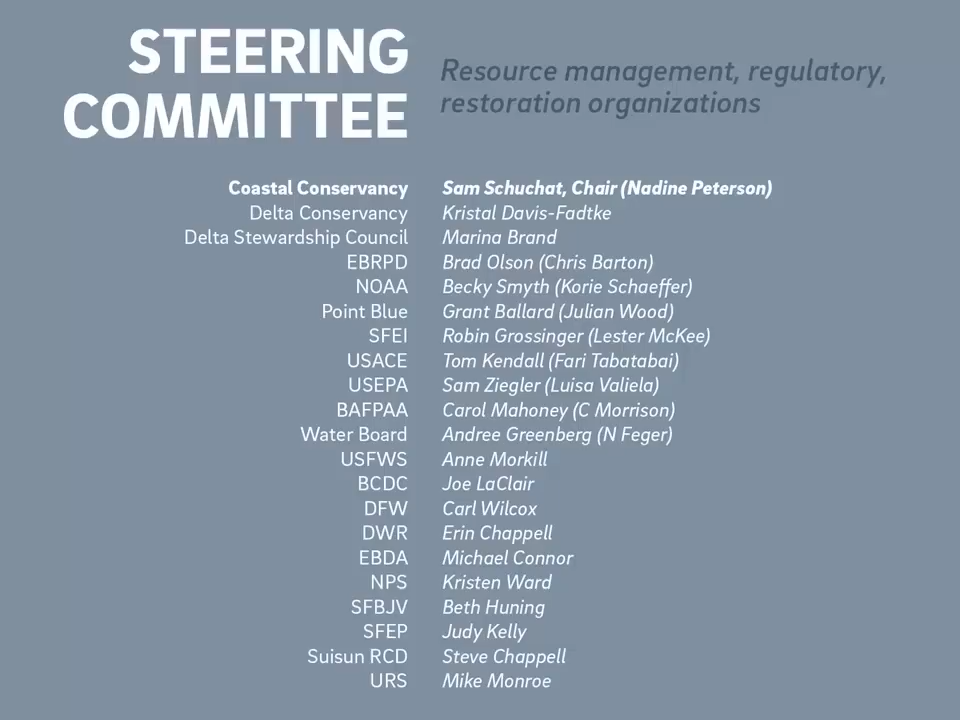 STEERING
COMMITTEE
Resource management, regulatory,
restoration organizations
Coastal Conservancy Sam Schuchat, Chair (Nadine Peterson)
Delta Conservancy Kristal Davis-Fadtke
Delta Stewardship Council Marina Brand
EBRPD Brad Olson (Chris Barton)
NOAA Becky Smyth (Korie Schaeffer)
Point Blue Grant Ballard (Julian Wood)
SFEI Robin Grossinger (Lester McKee)
USACE Tom Kendall (Fari Tabatabai)
USEPA Sam Ziegler (Luisa Valiela)
BAFPAA Carol Mahoney (C Morrison)
Water Board Andree Greenberg (N Feger)
USFWS Anne Morkill
BCDC Joe LaClair
DFW Carl Wilcox
DWR Erin Chappell
EBDA Michael Connor
NPS Kristen Ward
SFBJV Beth Huning
SFEP Judy Kelly
Suisun RCD Steve Chappell
URS Mike Monroe